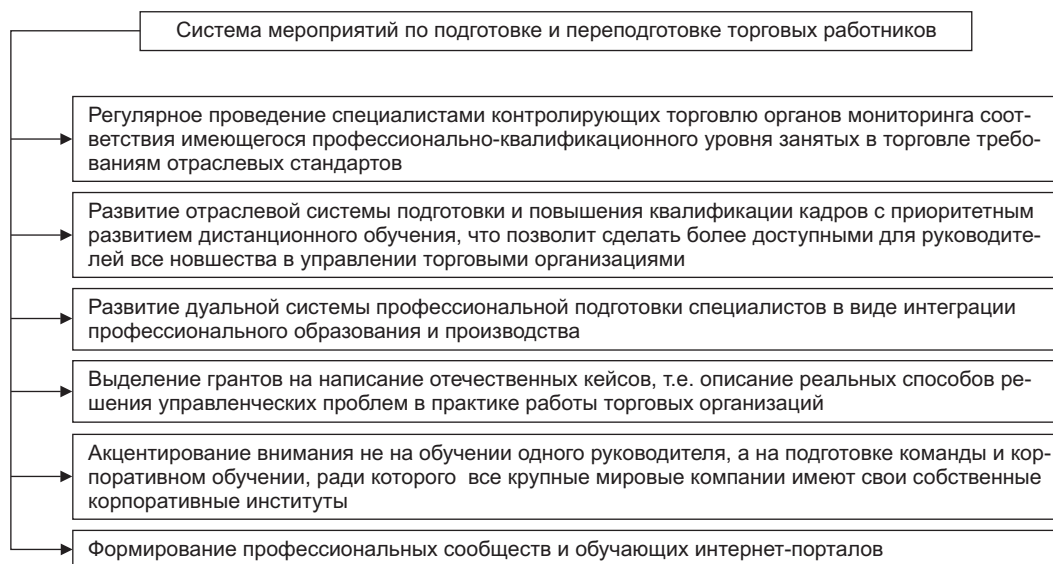 Система мероприятий по подготовке и переподготовке торговых работников
Регулярное проведение специалистами контролирующих торговлю органов мониторинга соот-
ветствия имеющегося профессионально-квалификационного уровня занятых в торговле требо-
ваниям отраслевых стандартов
Развитие отраслевой системы подготовки и повышения квалификации кадров с приоритетным
развитием дистанционного обучения, что позволит сделать более доступными для руководите-
лей все новшества в управлении торговыми организациями
Развитие дуальной системы профессиональной подготовки специалистов в виде интеграции
профессионального образования и производства
Выделение грантов на написание отечественных кейсов, т.е. описание реальных способов ре-
шения управленческих проблем в практике работы торговых организаций
Акцентирование внимания не на обучении одного руководителя, а на подготовке команды и кор-
поративном обучении, ради которого все крупные мировые компании имеют свои собственные
корпоративные институты
Формирование профессиональных сообществ и обучающих интернет-порталов